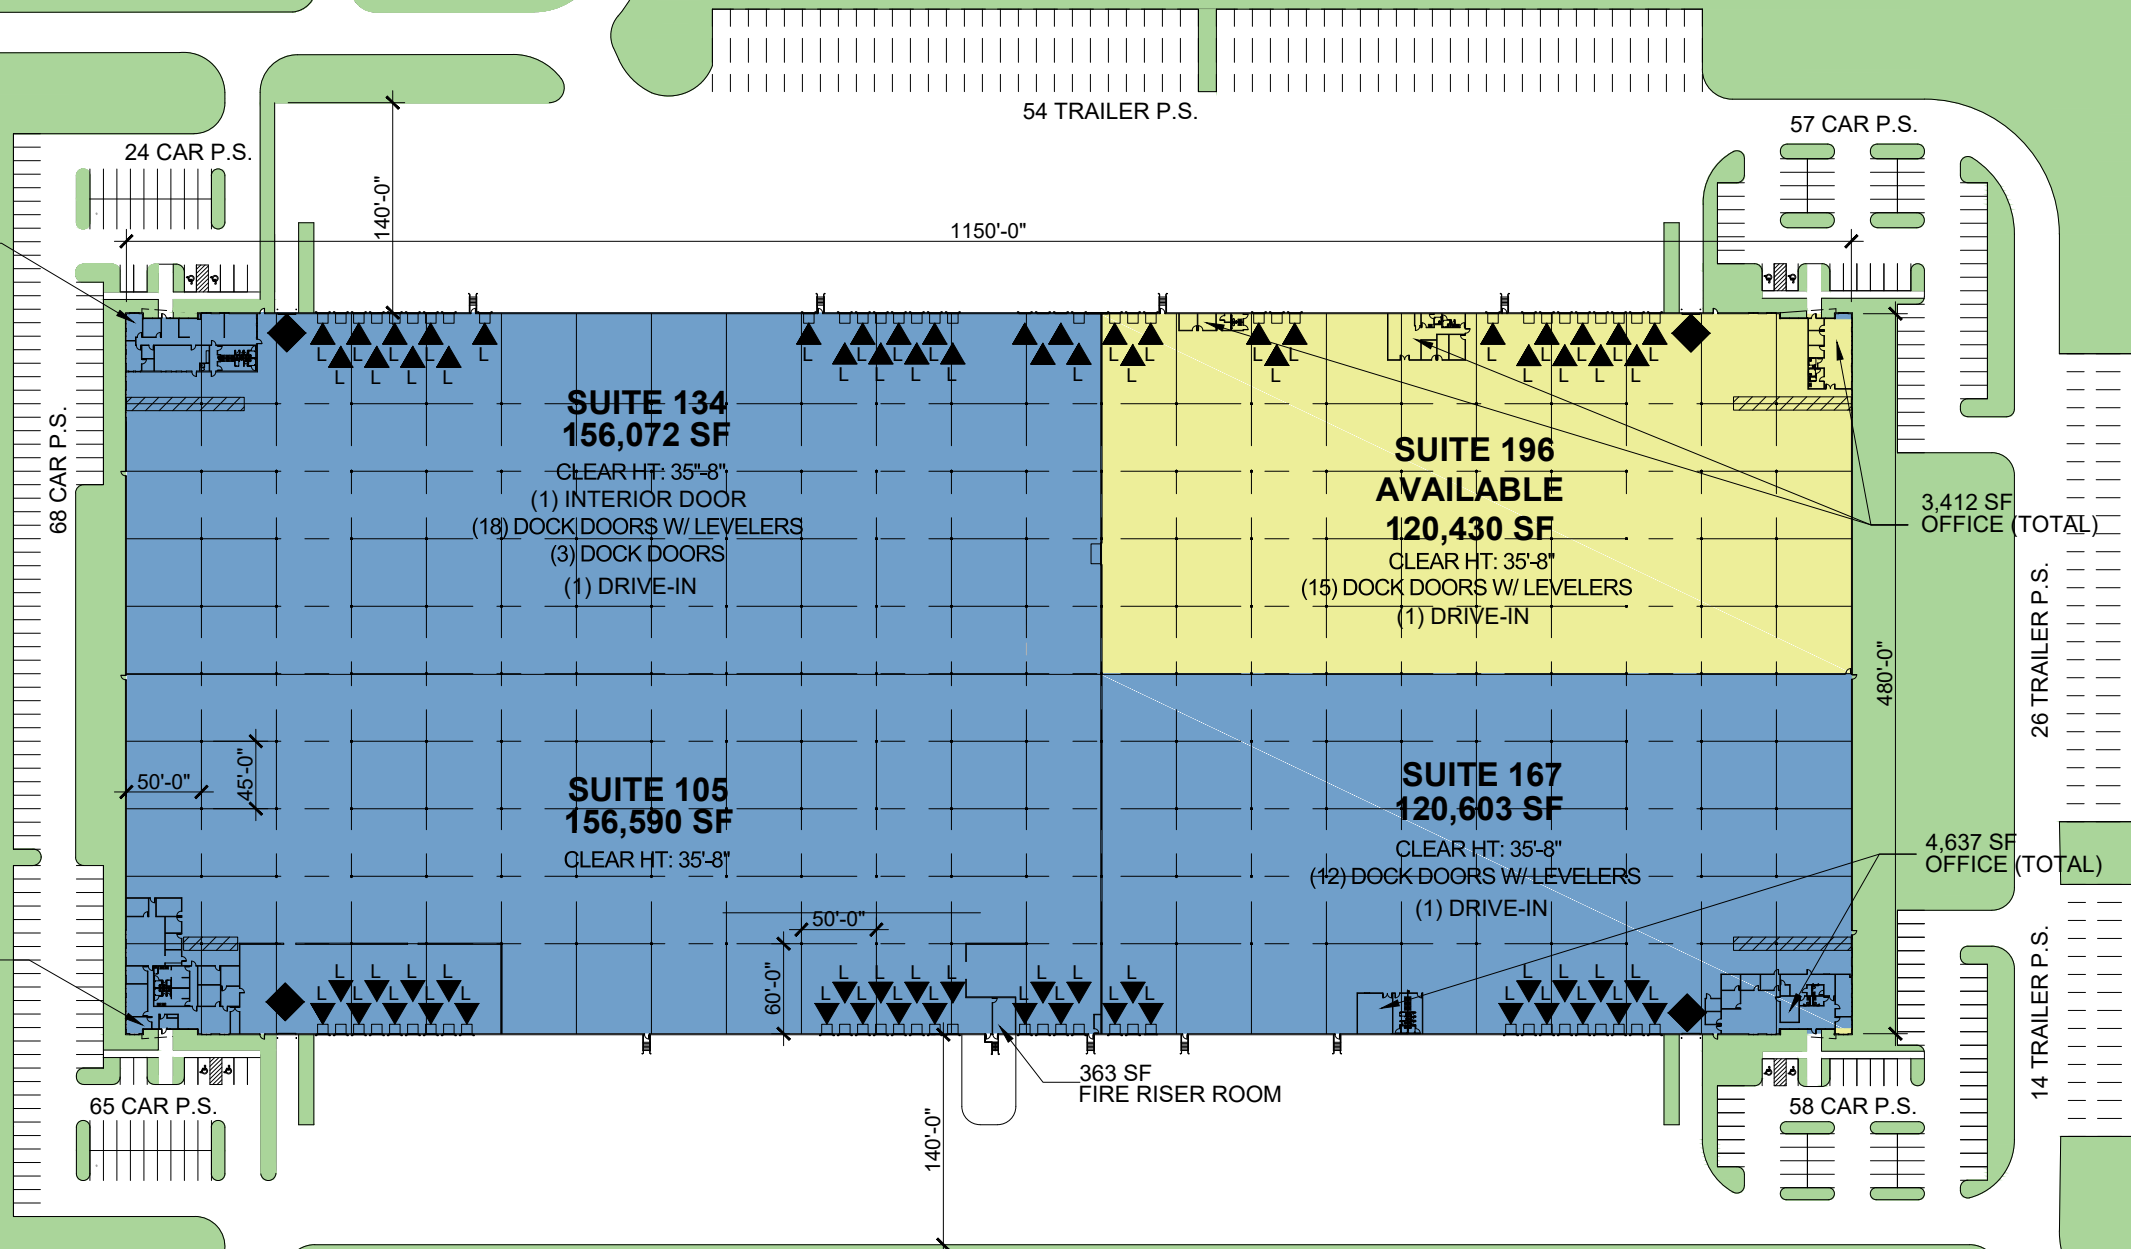 54 TRAILER P.S.
57 CAR P.S.
24 CAR P.S.
140'-0"
1150'-0"
L L L L L L L L L L L L
L L L L L L L L L L L L L L L L L L L L
SUITE 134
156,072 SF
CLEAR HT: 35"-8"
(1) INTERIOR DOOR
(18) DOCK DOORS W/ LEVELERS
(3) DOCK DOORS
(1) DRIVE-IN
SUITE 196
AVAILABLE
120,430 SF
CLEAR HT: 35'-8"
(15) DOCK DOORS W/ LEVELERS
(1) DRIVE-IN
68 CAR P.S.
3,412 SF
OFFICE (TOTAL)
26 TRAILER P.S.
480'-0"
50'-0"
45'-0"
SUITE 105
156,590 SF
CLEAR HT: 35'-8"
SUITE 167
120,603 SF
CLEAR HT: 35'-8"
(12) DOCK DOORS W/ LEVELERS
(1) DRIVE-IN
4,637 SF
OFFICE (TOTAL)
50'-0"
60'-0"
L L L L L L L L L L L L L L L
L L L L L L L L L L L L L L L L L L
14 TRAILER P.S.
363 SF
FIRE RISER ROOM
65 CAR P.S.
58 CAR P.S.
140'-0"